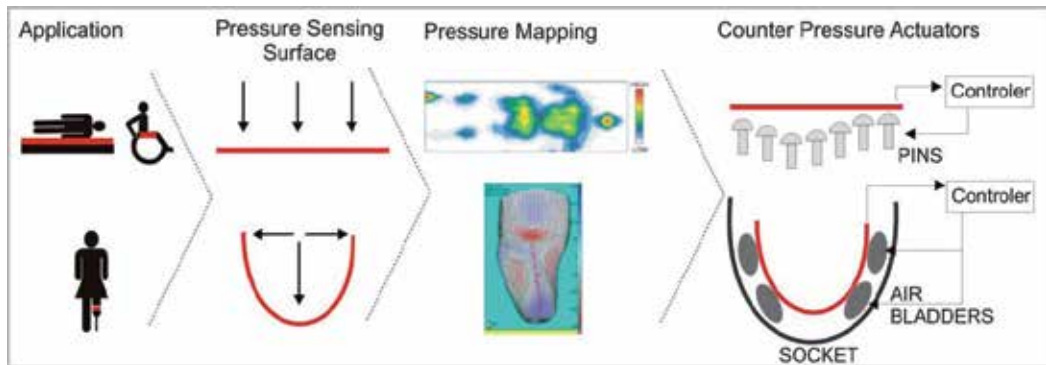 Application
Pressure Sensing
Surface
Pressure Mapping
Counter Pressure Actuators
Controler
PINS
Controler
AIR
BLADDERS
SOCKET